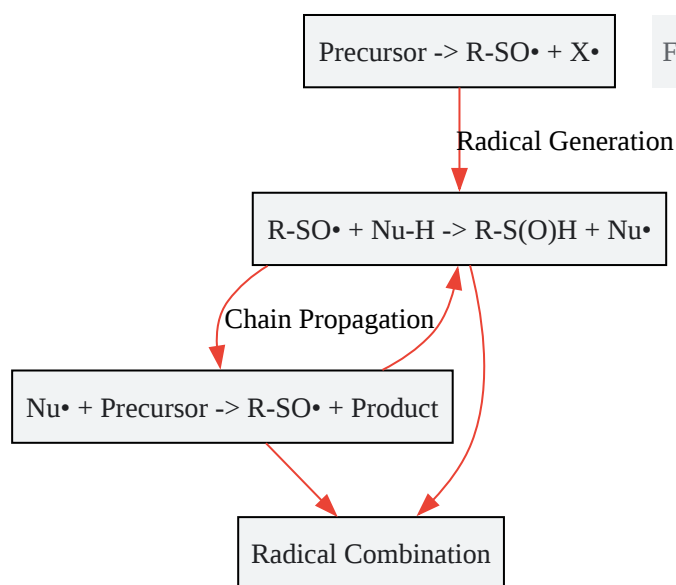 Precursor -> R-SO• + X•
F
Radical Generation
R-SO• + Nu-H -> R-S(O)H + Nu•
Chain Propagation
Nu• + Precursor -> R-SO• + Product
Radical Combination